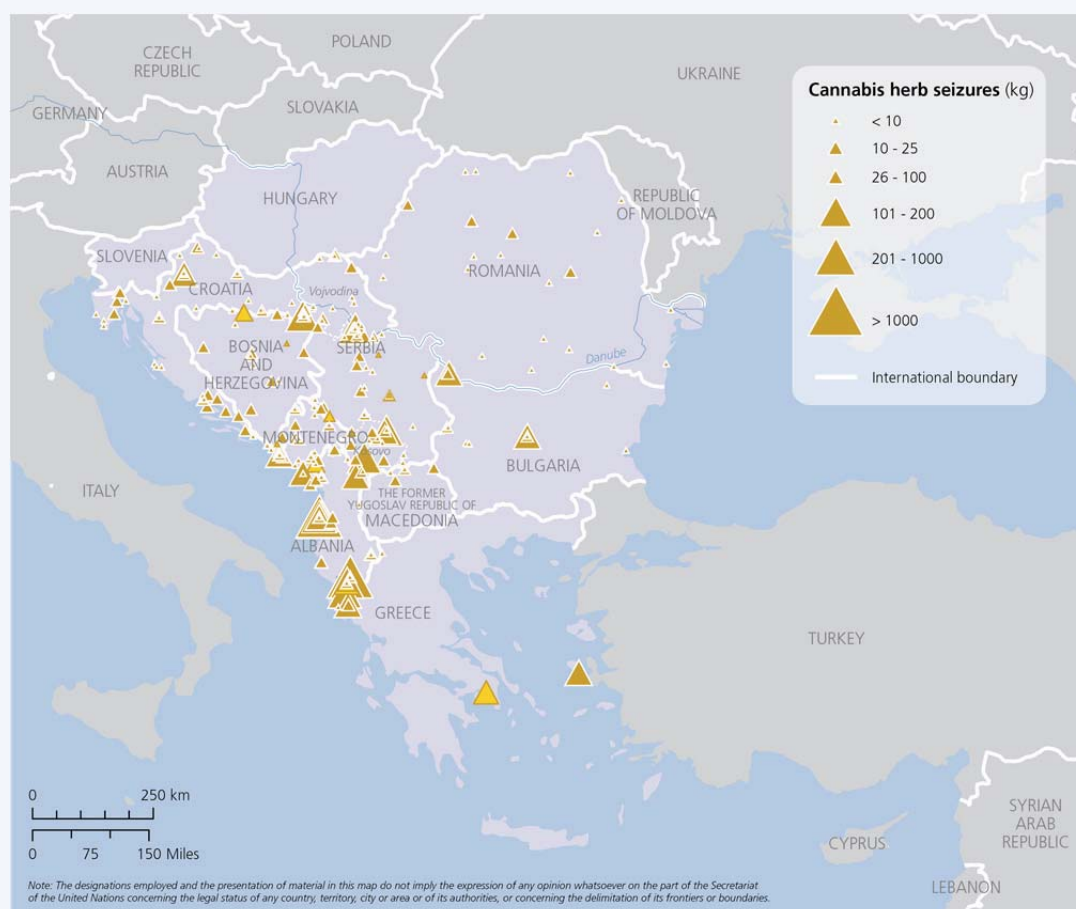 POLAND
CZECH
REPUBLIC
UKRAINE
SLOVAKIA
GERMANY
AUSTRIA
REPUBLIC
OF MOLDOVA
HUNGARY
SLOVENIA
ROMANIA
CROATIA
Vojvodina
BOSNIA
AND
HERZEGOVINA
SERBIA
Danube
MONTENEGRO
Kosovo
BULGARIA
ITALY
THE FORMER
YUGOSLAV REPUBLIC OF
MACEDONIA
ALBANIA
GREECE
TURKEY
CYPRUS
SYRIAN
ARAB
REPUBLIC
LEBANON
Cannabis herb seizures (kg)
< 10
10 - 25
26 - 100
101 - 200
201 - 1000
> 1000
International boundary
0 250 km
0 75 150 Miles
Note: The designations employed and the presentation of material in this map do not imply the expression of any opinion whatsoever on the part of the Secretariat
of the United Nations concerning the legal status of any country, territory, city or area or of its authorities, or concerning the delimitation of its frontiers or boundaries.